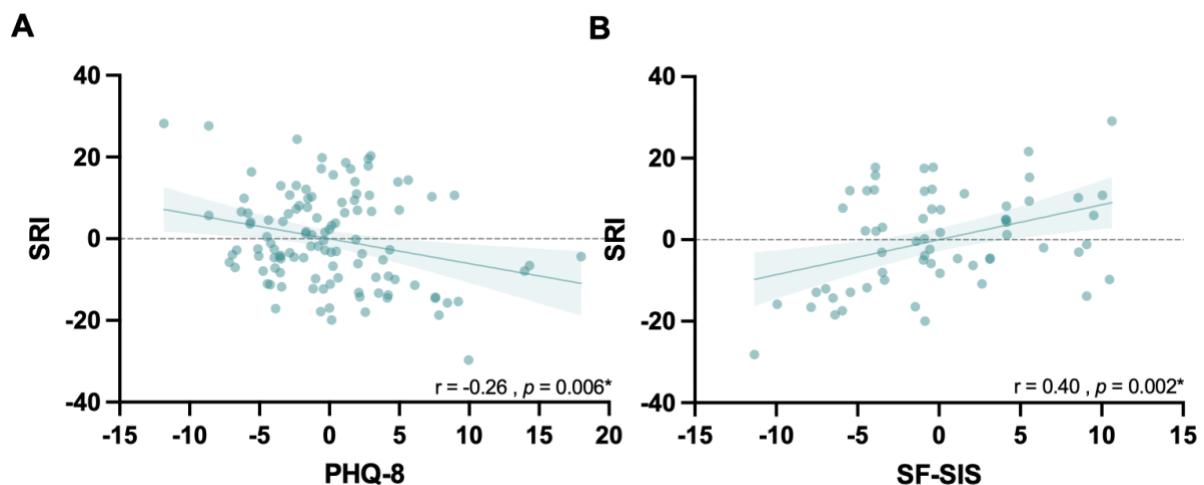 A
SRI
40
20
0
-20
-40
r = -0.26 , p = 0.006*
-15 -10 -5 0 5 10 15 20
PHQ-8
B
SRI
40
20
0
-20
-40
r = 0.40 , p = 0.002*
-15 -10 -5 0 5 10 15
SF-SIS